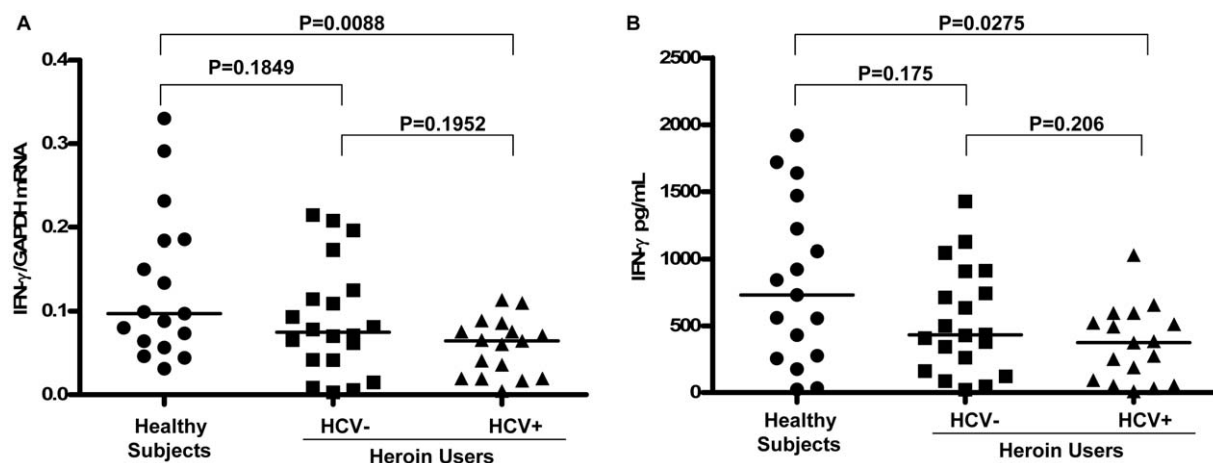 A
P=0.0088
P=0.1849
P=0.1952
IFN-γ/GAPDH mRNA
0.4
0.3
0.2
0.1
0.0
Healthy
Subjects
HCV-
HCV+
Heroin Users
B
P=0.0275
P=0.175
P=0.206
IFN-γ pg/mL
2500
2000
1500
1000
500
0
Healthy
Subjects
HCV-
HCV+
Heroin Users